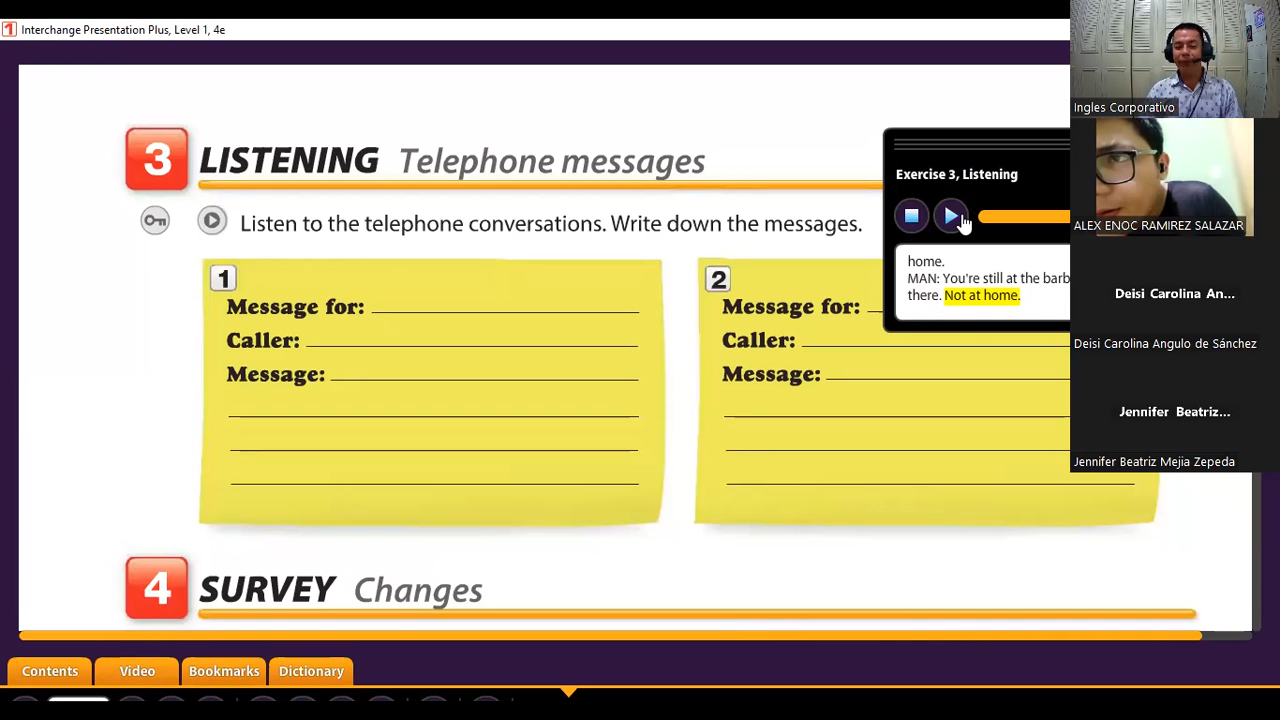 1 Interchange Presentation Plus, Level 1, 4e
Ingles Corporativo
3 LISTENING Telephone messages
Exercise 3, Listening
Listen to the telephone conversations. Write down the messages.
ALEX ENOC RAMIREZ SALAZAR
home.
MAN: You're still at the barb
there. Not at home.
1
Message for:
Caller:
Message:
2
Message for:
Caller:
Message:
Deisi Carolina An...
Deisi Carolina Angulo de Sánchez
Jennifer Beatriz...
Jennifer Beatriz Mejia Zepeda
4 SURVEY Changes
Contents Video Bookmarks Dictionary